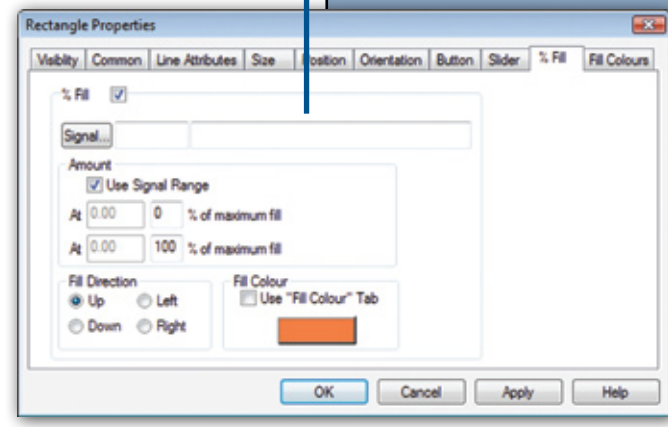 Rectangle Properties
Visiblity Common Line Attributes Size Position Orientation Button Slider % Fill Fill Colours
% Fill
Signal...
Amount
Use Signal Range
At 0.00 0 % of maximum fill
At 0.00 100 % of maximum fill
Fill Direction Fill Colour
Up Left Use "Fill Colour" Tab
Down Right
OK Cancel Apply Help